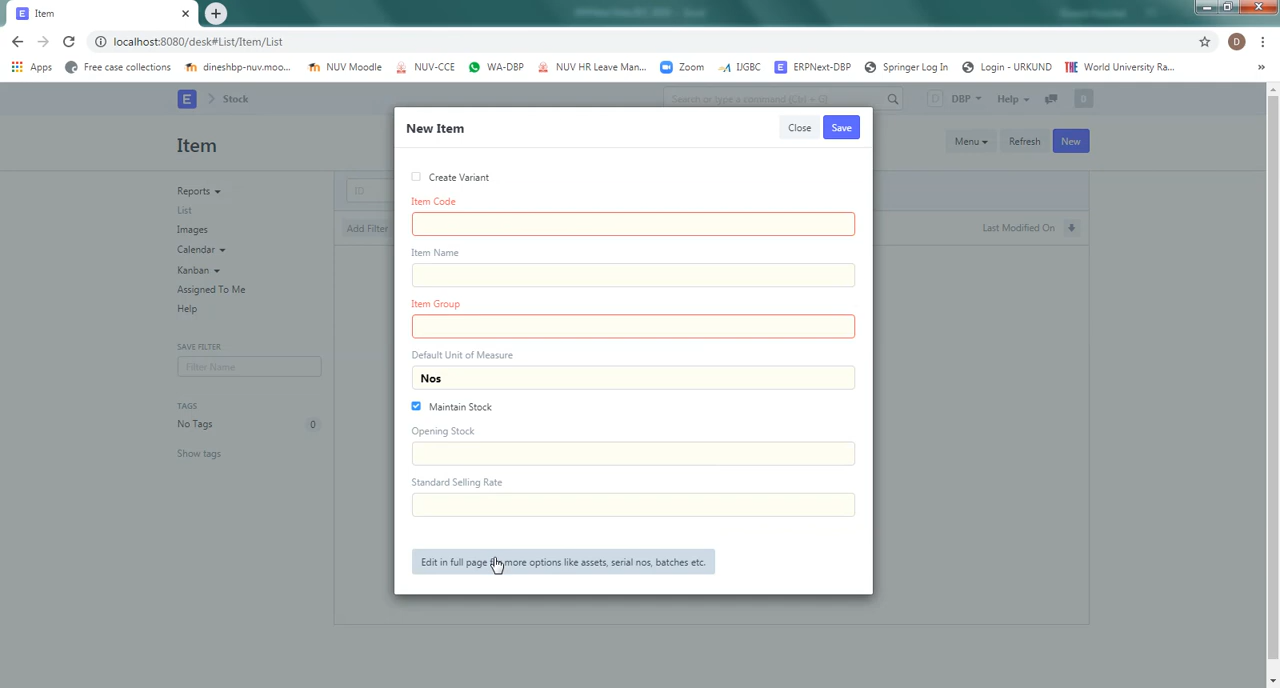 Item
localhost:8080/desk#List/Item/List
Apps Free case collections dineshbp-nuv.moo... NUV Moodle NUV-CCE WA-DBP NUV HR Leave Man... Zoom IJGBC ERPNext-DBP Springer Log In Login - URKUND World University Ra... »
E Stock Search or type a command (Ctrl + G) D DBP Help
Item Menu Refresh New
Reports
List
Images
Calendar
Kanban
Assigned To Me
Help
SAVE FILTER
Filter Name
TAGS
No Tags 0
Show tags
ID
Add Filter Last Modified On
New Item Close Save
Create Variant
Item Code
Item Name
Item Group
Default Unit of Measure
Nos
Maintain Stock
Opening Stock
Standard Selling Rate
Edit in full page more options like assets, serial nos, batches etc.